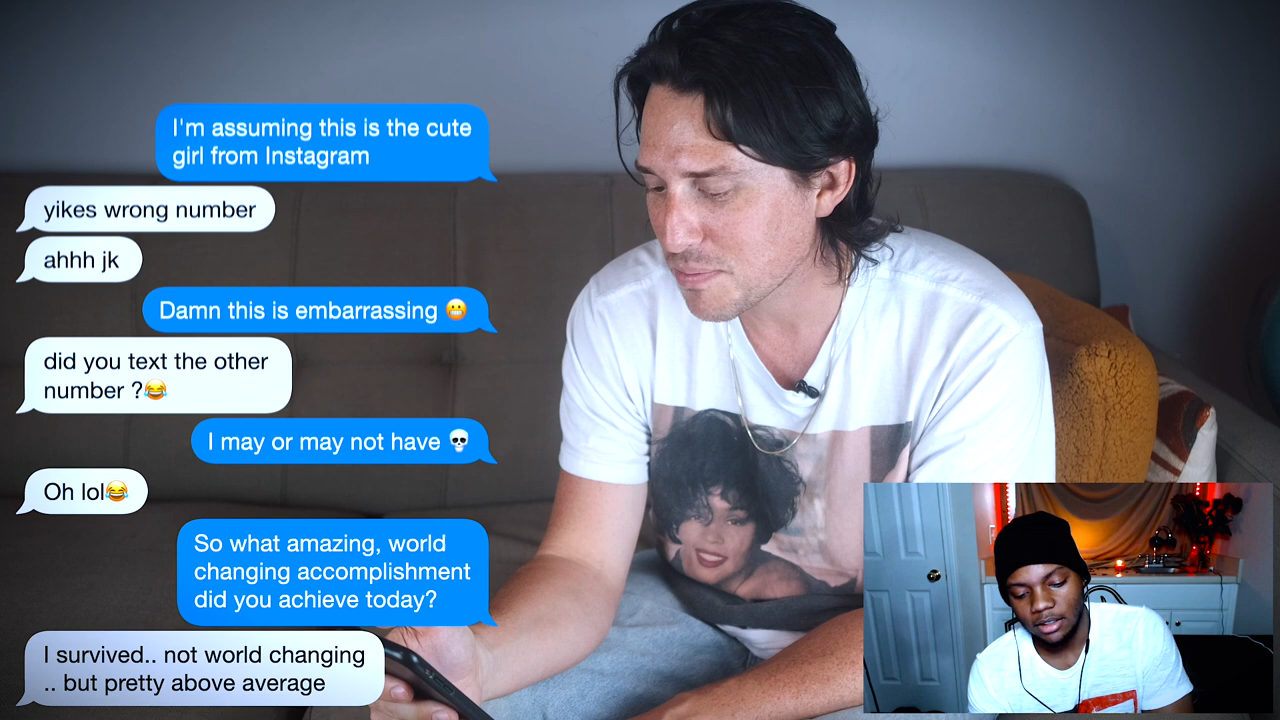 I'm assuming this is the cute
girl from Instagram
yikes wrong number
ahhh jk
Damn this is embarrassing 😬
did you text the other
number ?😂
I may or may not have 💀
Oh lol😂
So what amazing, world
changing accomplishment
did you achieve today?
I survived.. not world changing
.. but pretty above average